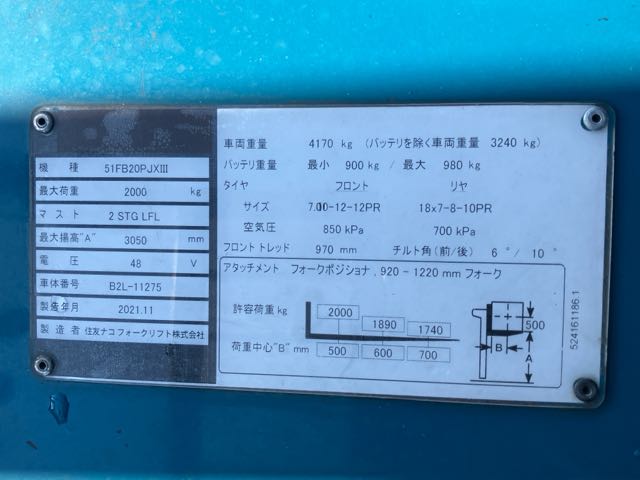 機 種 51FB20PJXⅢ
最大荷重 2000 kg
マスト 2 STG LFL
最大揚高"A" 3050 mm
電 圧 48 V
車体番号 B2L-11275
製造年月 2021.11
製造者 住友ナコ フォークリフト株式会社
車両重量 4170 kg (バッテリを除く車両重量 3240 kg)
バッテリ重量 最小 900 kg / 最大 980 kg
タイヤ フロント リヤ
サイズ 7.00-12-12PR 18x7-8-10PR
空気圧 850 kPa 700 kPa
フロントトレッド 970 mm チルト角(前/後) 6°/ 10°
アタッチメント フォークポジショナ, 920-1220 mm フォーク
許容荷重 kg 2000 1890 1740
荷重中心"B" mm 500 600 700
500
B
A
524161186.1